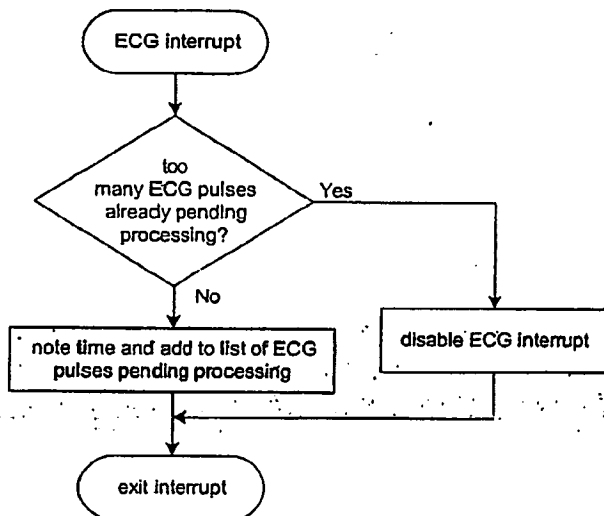 ECG interrupt
too
many ECG pulses
already pending
processing?
Yes
No
note time and add to list of ECG
pulses pending processing
disable ECG interrupt
exit interrupt